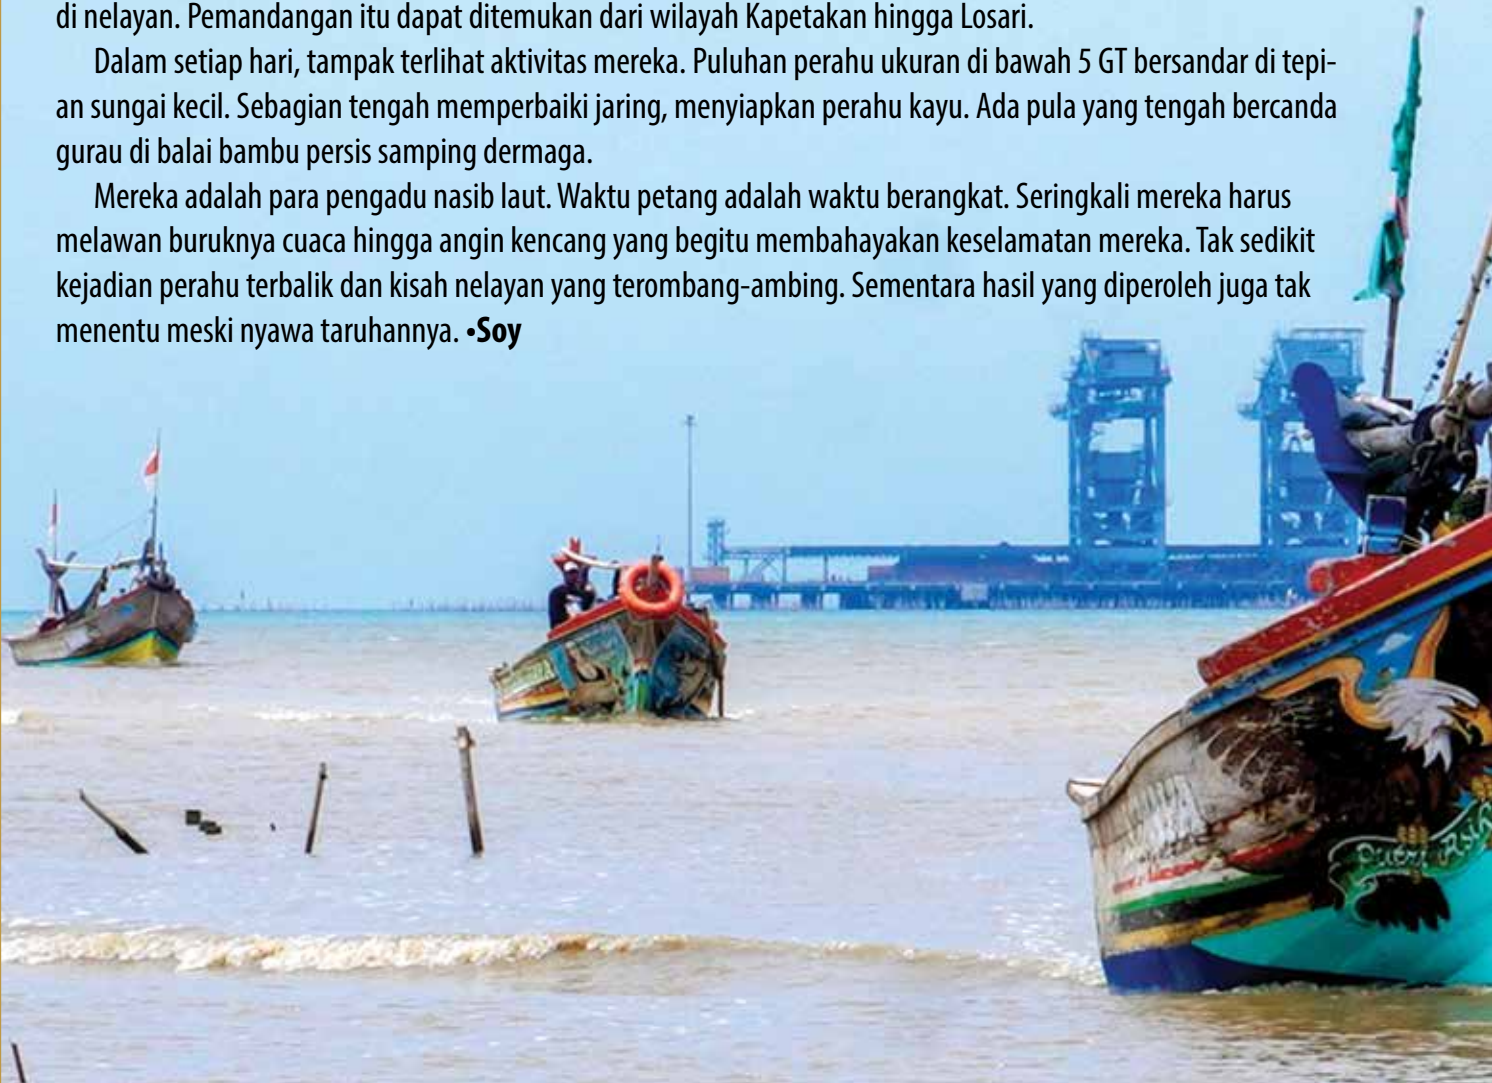 di nelayan. Pemandangan itu dapat ditemukan dari wilayah Kapetakan hingga Losari.
Dalam setiap hari, tampak terlihat aktivitas mereka. Puluhan perahu ukuran di bawah 5 GT bersandar di tepi-
an sungai kecil. Sebagian tengah memperbaiki jaring, menyiapkan perahu kayu. Ada pula yang tengah bercanda
gurau di balai bambu persis samping dermaga.
Mereka adalah para pengadu nasib laut. Waktu petang adalah waktu berangkat. Seringkali mereka harus
melawan buruknya cuaca hingga angin kencang yang begitu membahayakan keselamatan mereka. Tak sedikit
kejadian perahu terbalik dan kisah nelayan yang terombang-ambing. Sementara hasil yang diperoleh juga tak
menentu meski nyawa taruhannya. •Soy
Putri Asih